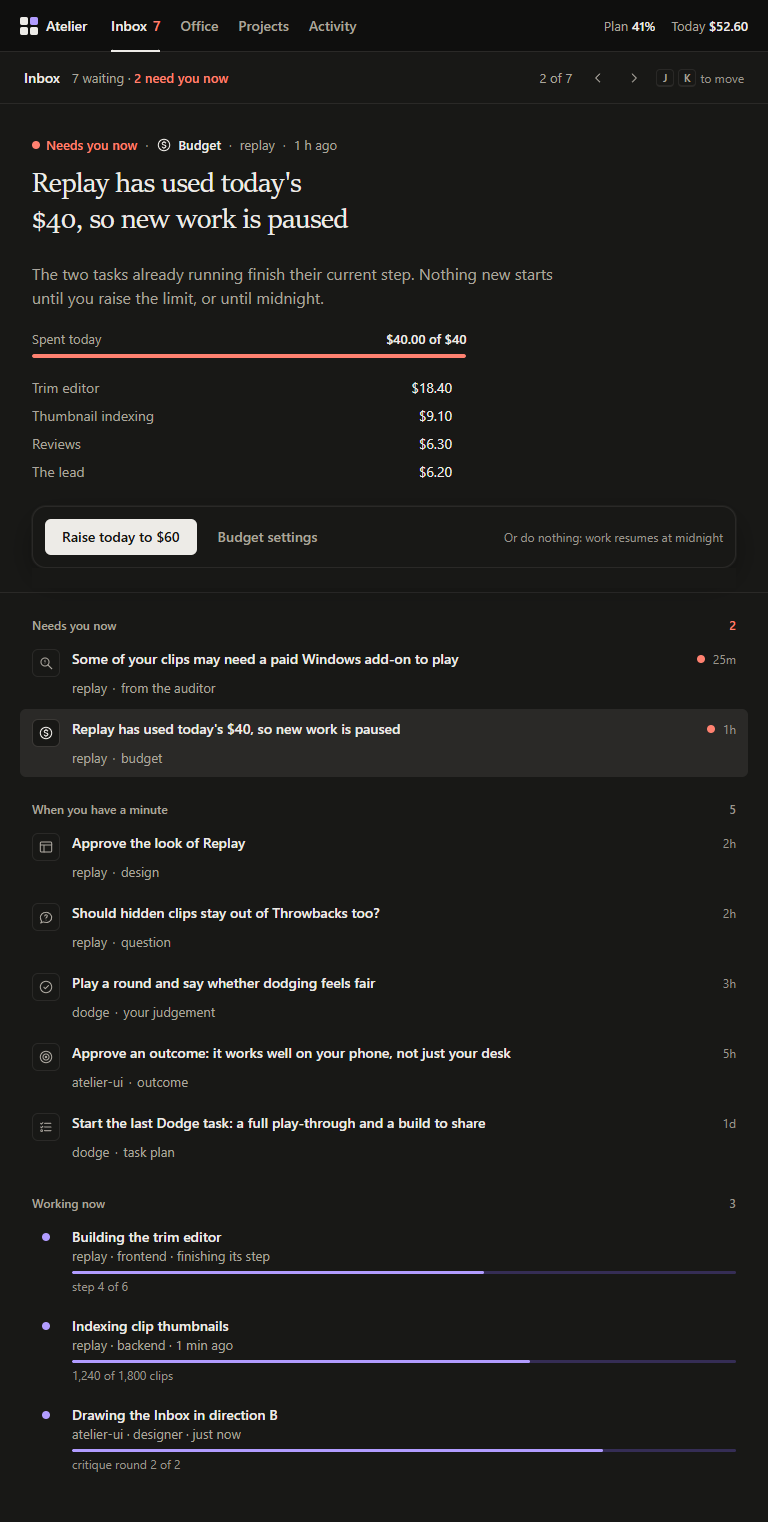 Atelier Inbox 7 Office Projects Activity Plan 41% Today $52.60
Inbox 7 waiting · 2 need you now 2 of 7 J K to move
Needs you now · Budget · replay · 1 h ago
Replay has used today's
$40, so new work is paused
The two tasks already running finish their current step. Nothing new starts
until you raise the limit, or until midnight.
Spent today $40.00 of $40
Trim editor $18.40
Thumbnail indexing $9.10
Reviews $6.30
The lead $6.20
Raise today to $60 Budget settings Or do nothing: work resumes at midnight
Needs you now 2
Some of your clips may need a paid Windows add-on to play 25m
replay · from the auditor
Replay has used today's $40, so new work is paused 1h
replay · budget
When you have a minute 5
Approve the look of Replay 2h
replay · design
Should hidden clips stay out of Throwbacks too? 2h
replay · question
Play a round and say whether dodging feels fair 3h
dodge · your judgement
Approve an outcome: it works well on your phone, not just your desk 5h
atelier-ui · outcome
Start the last Dodge task: a full play-through and a build to share 1d
dodge · task plan
Working now 3
Building the trim editor
replay · frontend · finishing its step
step 4 of 6
Indexing clip thumbnails
replay · backend · 1 min ago
1,240 of 1,800 clips
Drawing the Inbox in direction B
atelier-ui · designer · just now
critique round 2 of 2